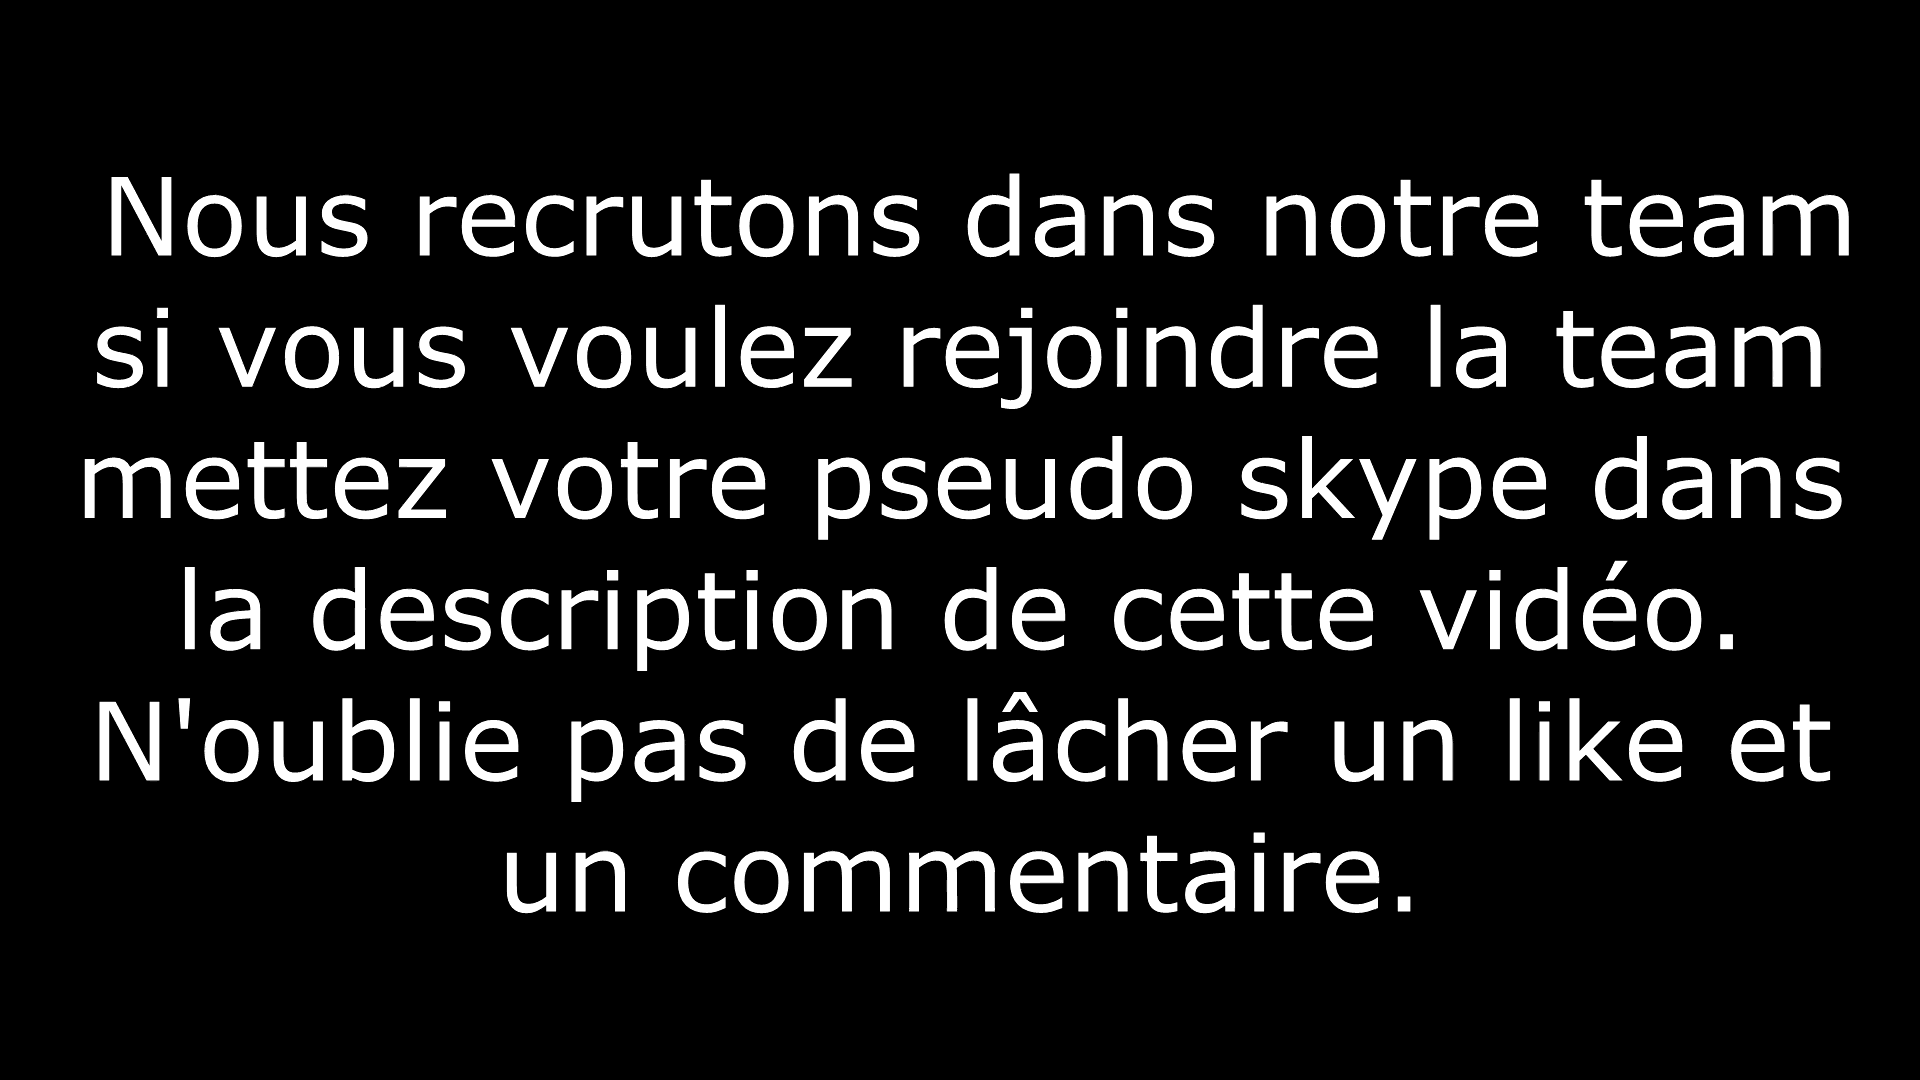 Nous recrutons dans notre team
si vous voulez rejoindre la team
mettez votre pseudo skype dans
la description de cette vidéo.
N'oublie pas de lâcher un like et
un commentaire.